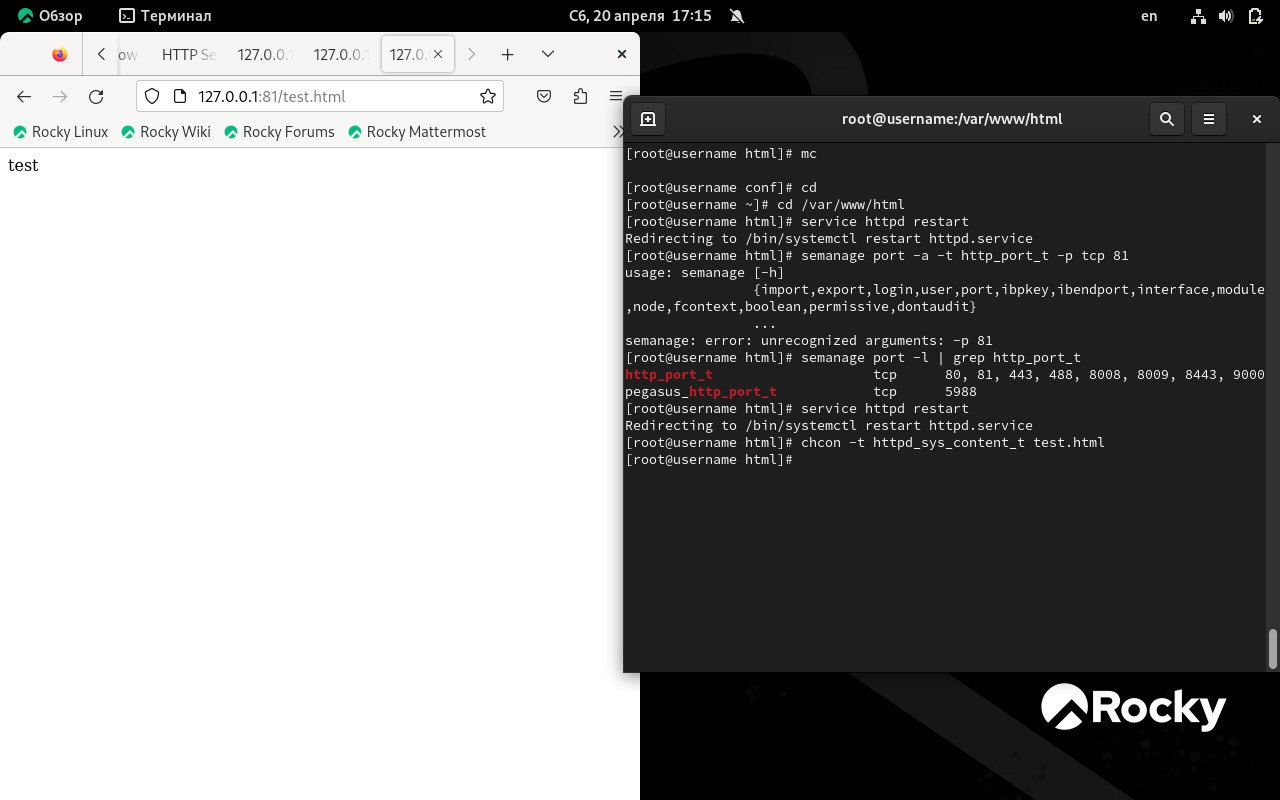 Обзор
Терминал
Сб, 20 апреля 17:15
en
HTTP Se
127.0.0.1
127.0.0.1
127.0.
127.0.0.1:81/test.html
Rocky Linux
Rocky Wiki
Rocky Forums
Rocky Mattermost
test
root@username:/var/www/html
[root@username html]# mc
[root@username conf]# cd
[root@username ~]# cd /var/www/html
[root@username html]# service httpd restart
Redirecting to /bin/systemctl restart httpd.service
[root@username html]# semanage port -a -t http_port_t -p tcp 81
usage: semanage [-h]
{import,export,login,user,port,ibpkey,ibendport,interface,module
,node,fcontext,boolean,permissive,dontaudit}
...
semanage: error: unrecognized arguments: -p 81
[root@username html]# semanage port -l | grep http_port_t
http_port_t tcp 80, 81, 443, 488, 8008, 8009, 8443, 9000
pegasus_http_port_t tcp 5988
[root@username html]# service httpd restart
Redirecting to /bin/systemctl restart httpd.service
[root@username html]# chcon -t httpd_sys_content_t test.html
[root@username html]#
Rocky